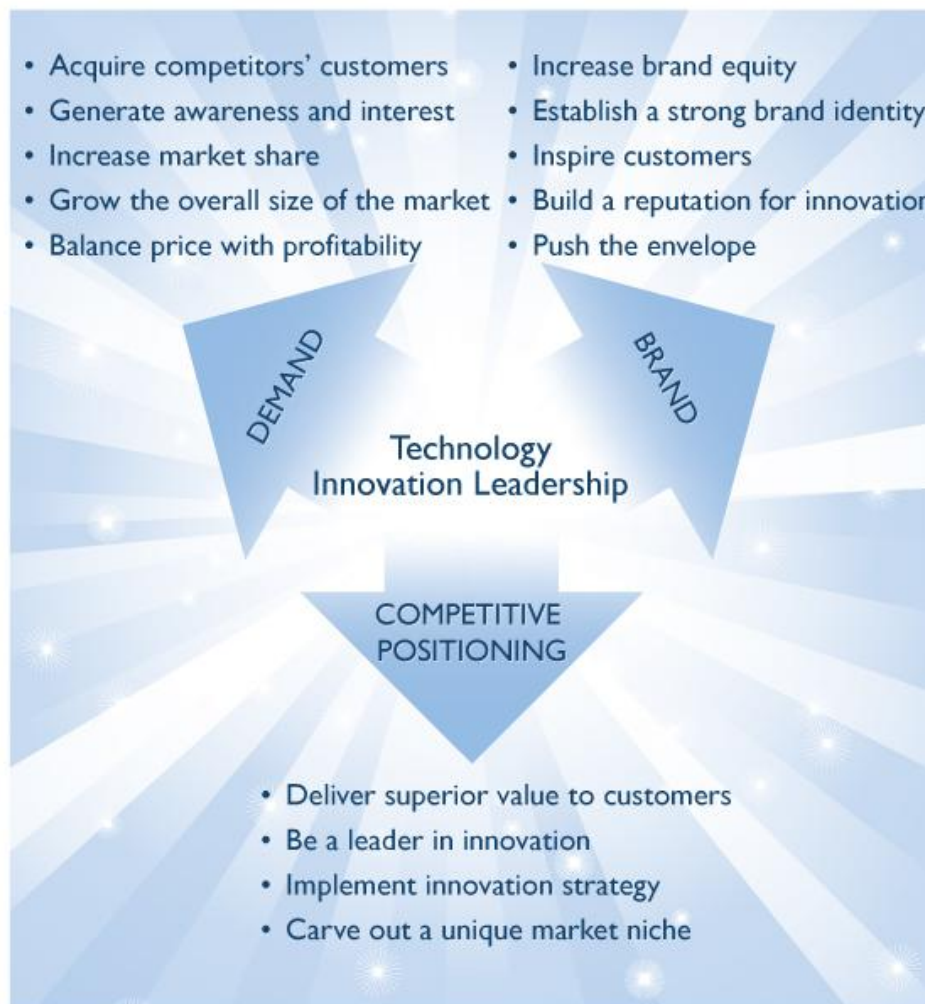 • Acquire competitors' customers
• Generate awareness and interest
• Increase market share
• Grow the overall size of the market
• Balance price with profitability
• Increase brand equity
• Establish a strong brand identity
• Inspire customers
• Build a reputation for innovation
• Push the envelope
DEMAND
BRAND
Technology
Innovation Leadership
COMPETITIVE
POSITIONING
• Deliver superior value to customers
• Be a leader in innovation
• Implement innovation strategy
• Carve out a unique market niche